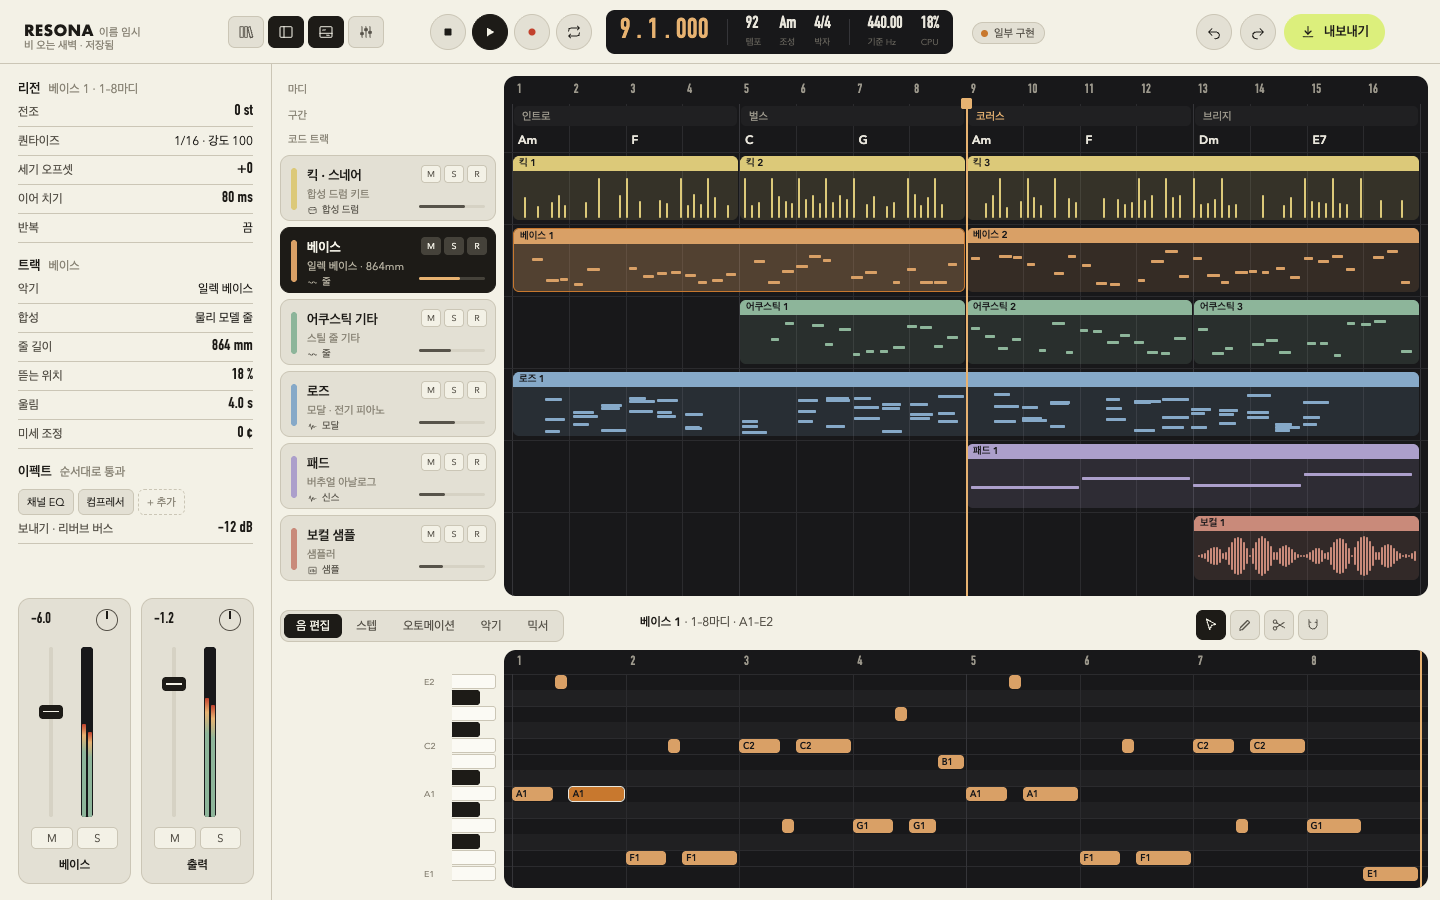 RESONA 이름 임시
비 오는 새벽 · 저장됨
9.1.000
92 Am 4/4 440.00 18%
템포 조성 박자 기준 Hz CPU
일부 구현
내보내기
리전 베이스 1 · 1-8마디
전조 0 st
퀀타이즈 1/16 · 강도 100
세기 오프셋 +0
이어 치기 80 ms
반복 끔
트랙 베이스
악기 일렉 베이스
합성 물리 모델 줄
줄 길이 864 mm
뜯는 위치 18 %
울림 4.0 s
미세 조정 0 ¢
이펙트 순서대로 통과
채널 EQ 컴프레서 + 추가
보내기 · 리버브 버스 -12 dB
-6.0
M S
베이스
-1.2
M S
출력
마디
구간
코드 트랙
킥 · 스네어 M S R
합성 드럼 키트
합성 드럼
베이스 M S R
일렉 베이스 · 864mm
줄
어쿠스틱 기타 M S R
스틸 줄 기타
줄
로즈 M S R
모달 · 전기 피아노
모달
패드 M S R
버추얼 아날로그
신스
보컬 샘플 M S R
샘플러
샘플
1 2 3 4 5 6 7 8 9 10 11 12 13 14 15 16
인트로 벌스 코러스 브리지
Am F C G Am F Dm E7
킥 1 킥 2 킥 3
베이스 1 베이스 2
어쿠스틱 1 어쿠스틱 2 어쿠스틱 3
로즈 1
패드 1
보컬 1
음 편집 스텝 오토메이션 악기 믹서
베이스 1 · 1-8마디 · A1-E2
1 2 3 4 5 6 7 8
E2
C2 C2 C2 C2 C2
B1
A1 A1 A1 A1 A1
G1 G1 G1
F1 F1 F1 F1
E1 E1